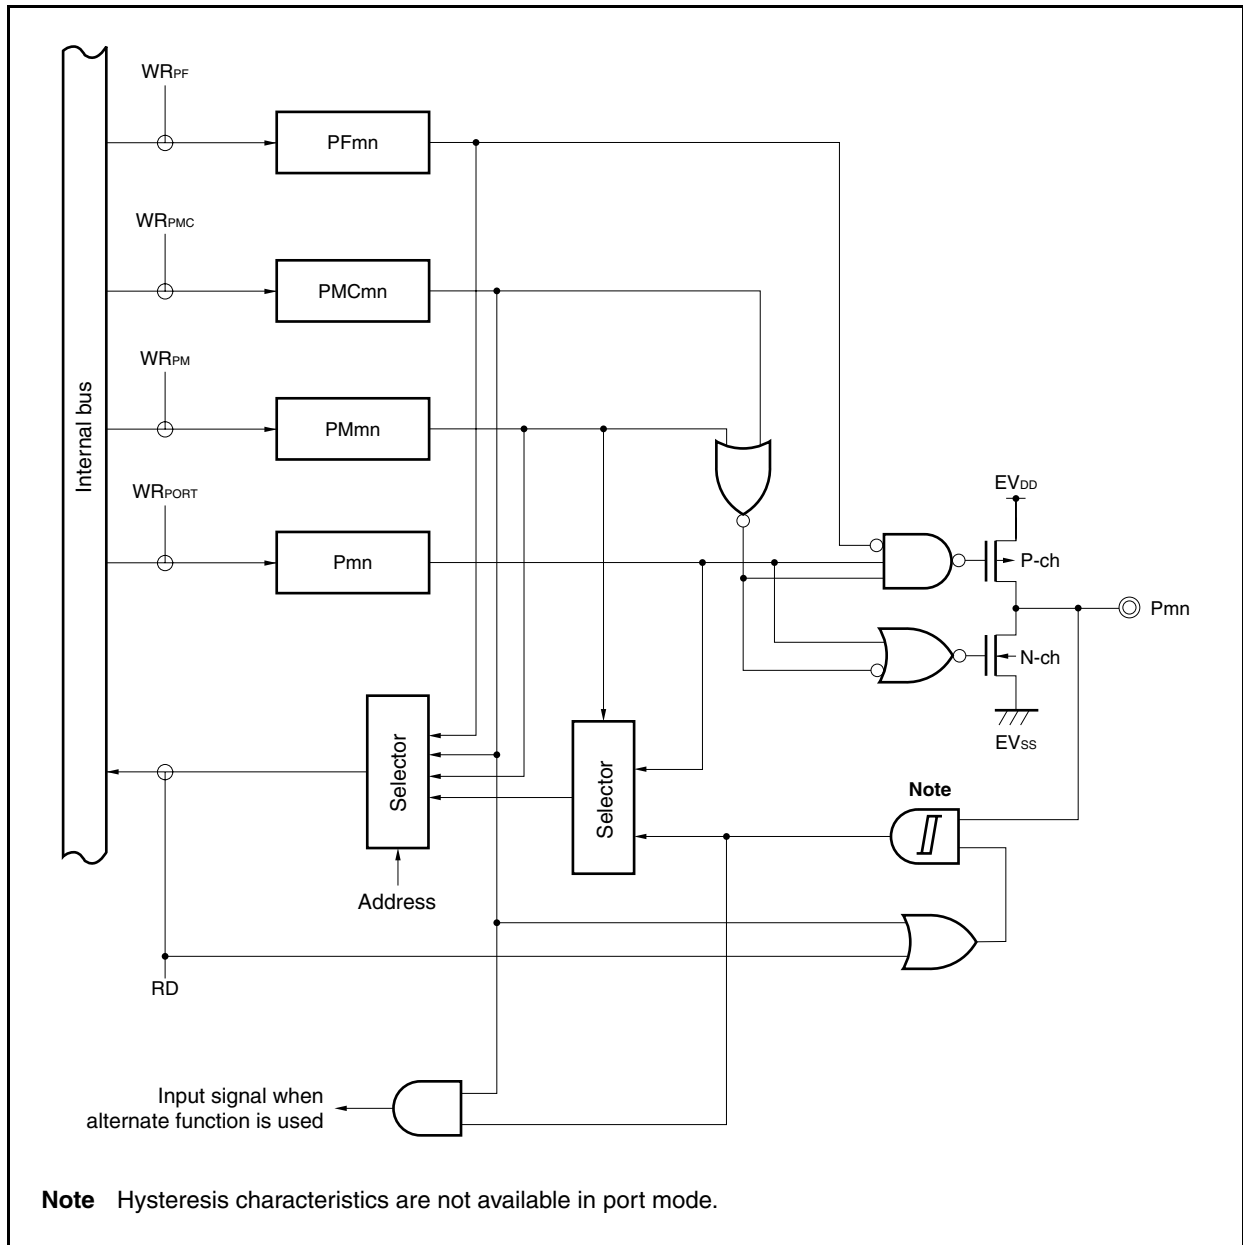 WRPF
PFmn
WRPMC
PMCmn
WRPM
PMmn
Internal bus
WRPORT
Pmn
EVDD
P-ch
Pmn
N-ch
EVSS
Selector
Selector
Note
Address
RD
Input signal when
alternate function is used
Note Hysteresis characteristics are not available in port mode.